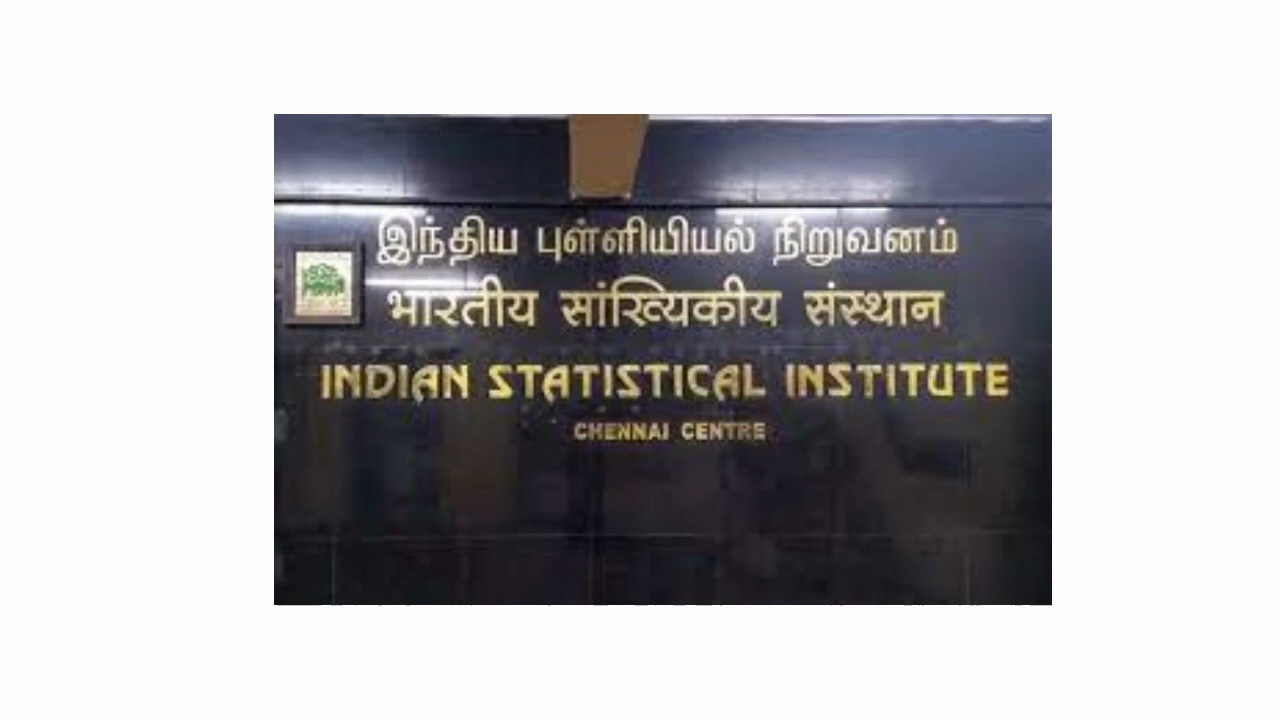 இந்திய புள்ளியியல் நிறுவனம்
भारतीय सांख्यिकीय संस्थान
INDIAN STATISTICAL INSTITUTE
CHENNAI CENTRE